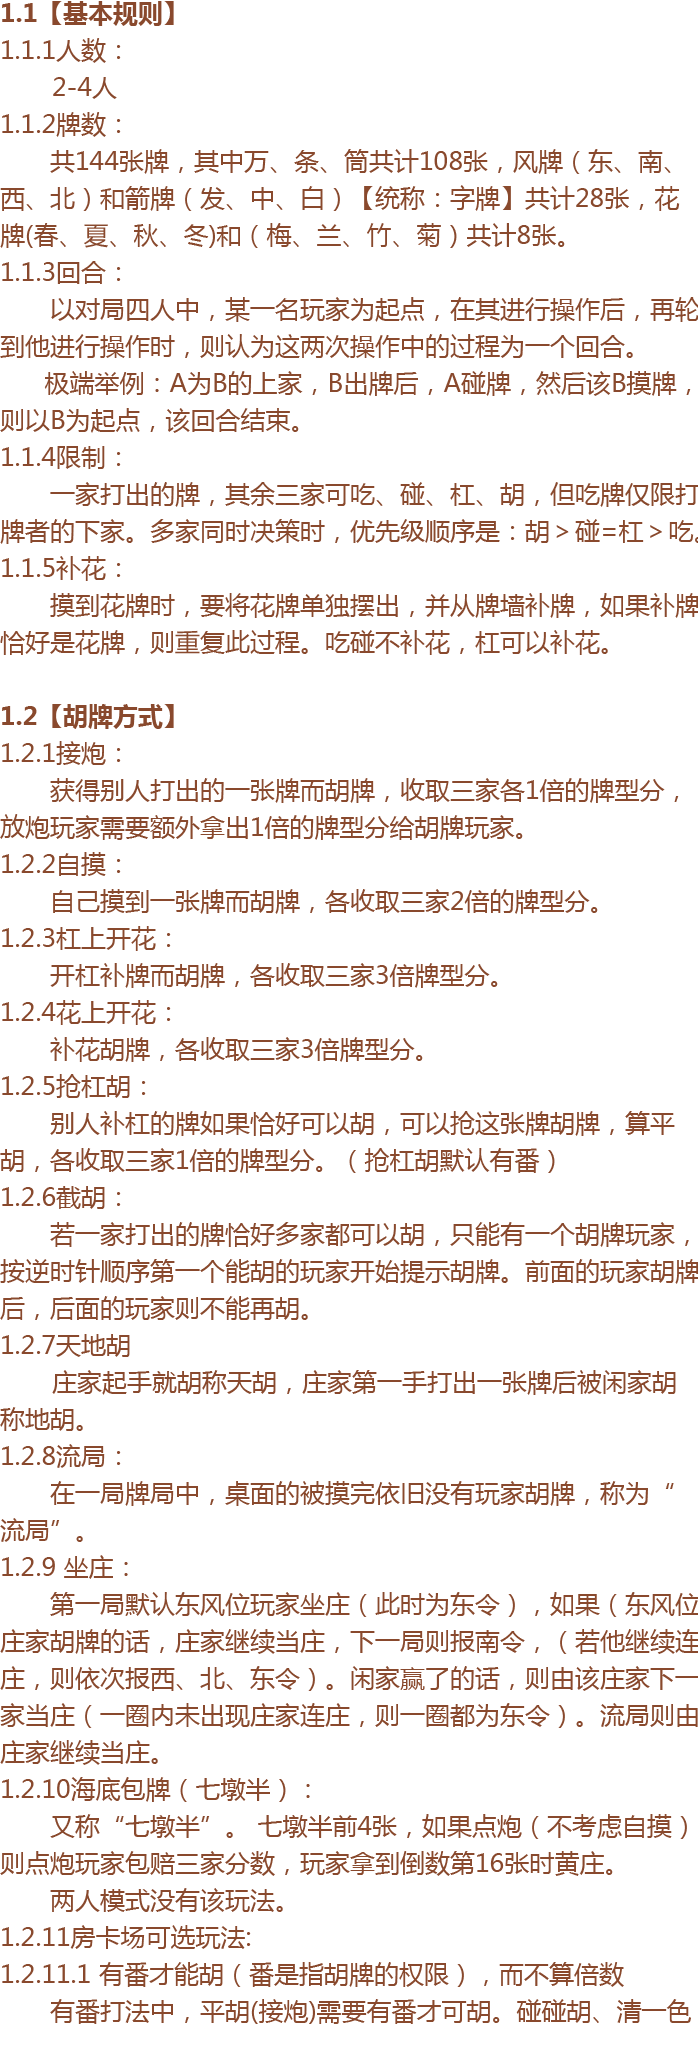 1.1【基本规则】
1.1.1人数：
2-4人
1.1.2牌数：
共144张牌，其中万、条、筒共计108张，风牌（东、南、
西、北）和箭牌（发、中、白）【统称：字牌】共计28张，花
牌(春、夏、秋、冬)和（梅、兰、竹、菊）共计8张。
1.1.3回合：
以对局四人中，某一名玩家为起点，在其进行操作后，再轮
到他进行操作时，则认为这两次操作中的过程为一个回合。
极端举例：A为B的上家，B出牌后，A碰牌，然后该B摸牌，
则以B为起点，该回合结束。
1.1.4限制：
一家打出的牌，其余三家可吃、碰、杠、胡，但吃牌仅限打
牌者的下家。多家同时决策时，优先级顺序是：胡＞碰=杠＞吃。
1.1.5补花：
摸到花牌时，要将花牌单独摆出，并从牌墙补牌，如果补牌
恰好是花牌，则重复此过程。吃碰不补花，杠可以补花。
1.2【胡牌方式】
1.2.1接炮：
获得别人打出的一张牌而胡牌，收取三家各1倍的牌型分，
放炮玩家需要额外拿出1倍的牌型分给胡牌玩家。
1.2.2自摸：
自己摸到一张牌而胡牌，各收取三家2倍的牌型分。
1.2.3杠上开花：
开杠补牌而胡牌，各收取三家3倍牌型分。
1.2.4花上开花：
补花胡牌，各收取三家3倍牌型分。
1.2.5抢杠胡：
别人补杠的牌如果恰好可以胡，可以抢这张牌胡牌，算平
胡，各收取三家1倍的牌型分。（抢杠胡默认有番）
1.2.6截胡：
若一家打出的牌恰好多家都可以胡，只能有一个胡牌玩家，
按逆时针顺序第一个能胡的玩家开始提示胡牌。前面的玩家胡牌
后，后面的玩家则不能再胡。
1.2.7天地胡
庄家起手就胡称天胡，庄家第一手打出一张牌后被闲家胡
称地胡。
1.2.8流局：
在一局牌局中，桌面的被摸完依旧没有玩家胡牌，称为“
流局”。
1.2.9 坐庄：
第一局默认东风位玩家坐庄（此时为东令），如果（东风位
庄家胡牌的话，庄家继续当庄，下一局则报南令，（若他继续连
庄，则依次报西、北、东令）。闲家赢了的话，则由该庄家下一
家当庄（一圈内未出现庄家连庄，则一圈都为东令）。流局则由
庄家继续当庄。
1.2.10海底包牌（七墩半）：
又称“七墩半”。 七墩半前4张，如果点炮（不考虑自摸）
则点炮玩家包赔三家分数，玩家拿到倒数第16张时黄庄。
两人模式没有该玩法。
1.2.11房卡场可选玩法:
1.2.11.1 有番才能胡（番是指胡牌的权限），而不算倍数
有番打法中，平胡(接炮)需要有番才可胡。碰碰胡、清一色